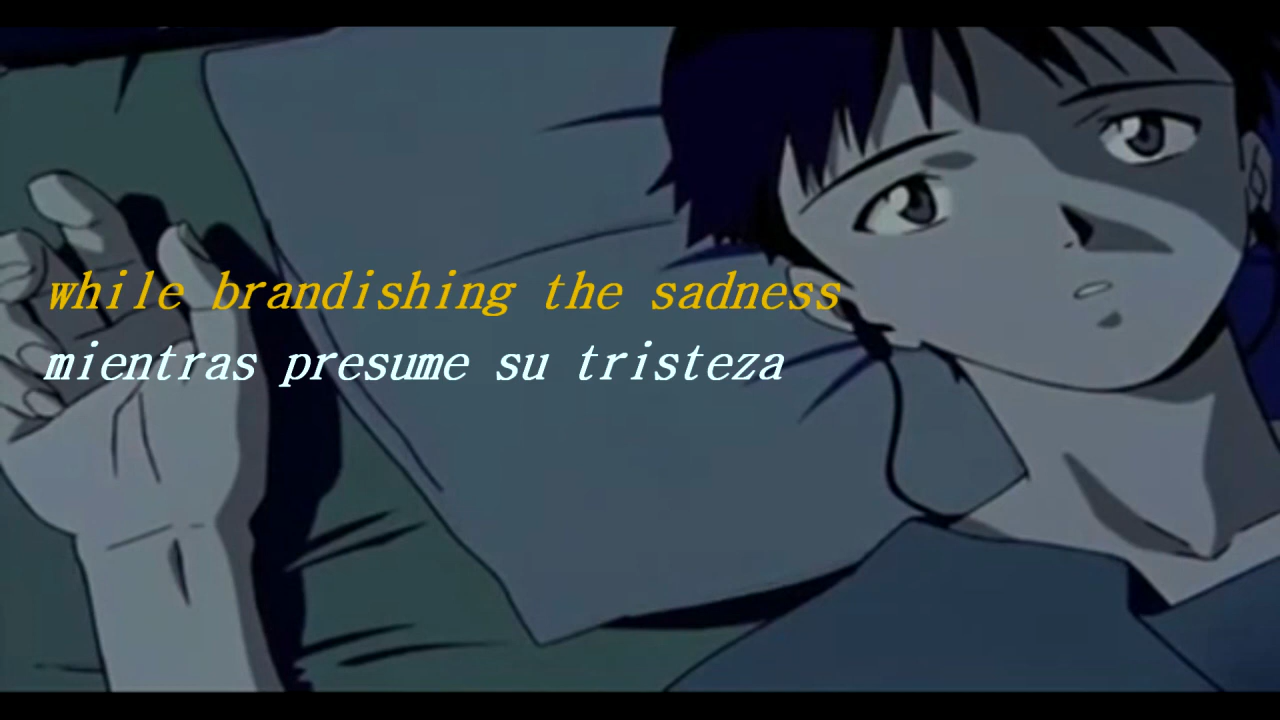 while brandishing the sadness
mientras presume su tristeza